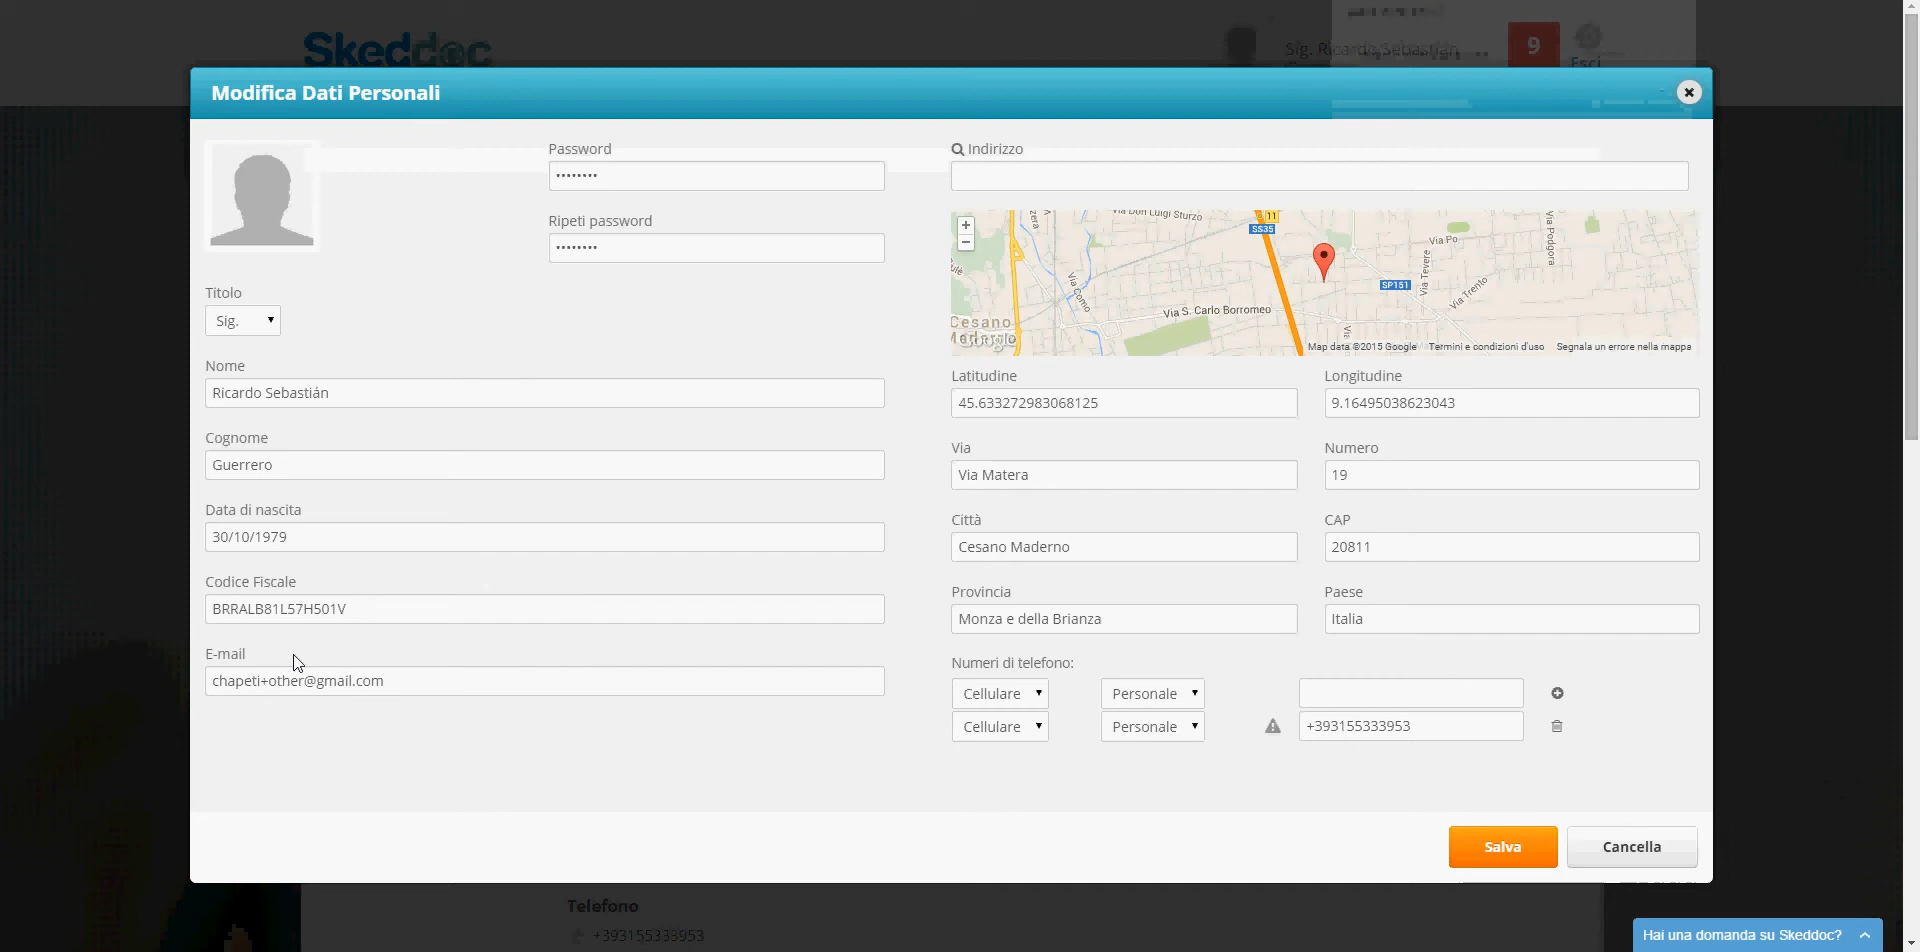 Skeddoc
Sig. Ricardo Sebastián
9
Esci
Modifica Dati Personali
Password
••••••••
Ripeti password
••••••••
Titolo
Sig.
Nome
Ricardo Sebastián
Cognome
Guerrero
Data di nascita
30/10/1979
Codice Fiscale
BRRALB81L57H501V
E-mail
chapeti+other@gmail.com
Indirizzo
Via Don Luigi Sturzo
11
SS35
Via Po
Via Podgora
Via Tevere
SP151
Via Trento
Via Como
Via S. Carlo Borromeo
Cesano
Maderno
Google
Via
Map data ©2015 Google Termini e condizioni d'uso Segnala un errore nella mappa
Latitudine Longitudine
45.633272983068125 9.16495038623043
Via Numero
Via Matera 19
Città CAP
Cesano Maderno 20811
Provincia Paese
Monza e della Brianza Italia
Numeri di telefono:
Cellulare Personale
Cellulare Personale +393155333953
Salva Cancella
Telefono
+393155333953
Hai una domanda su Skeddoc?